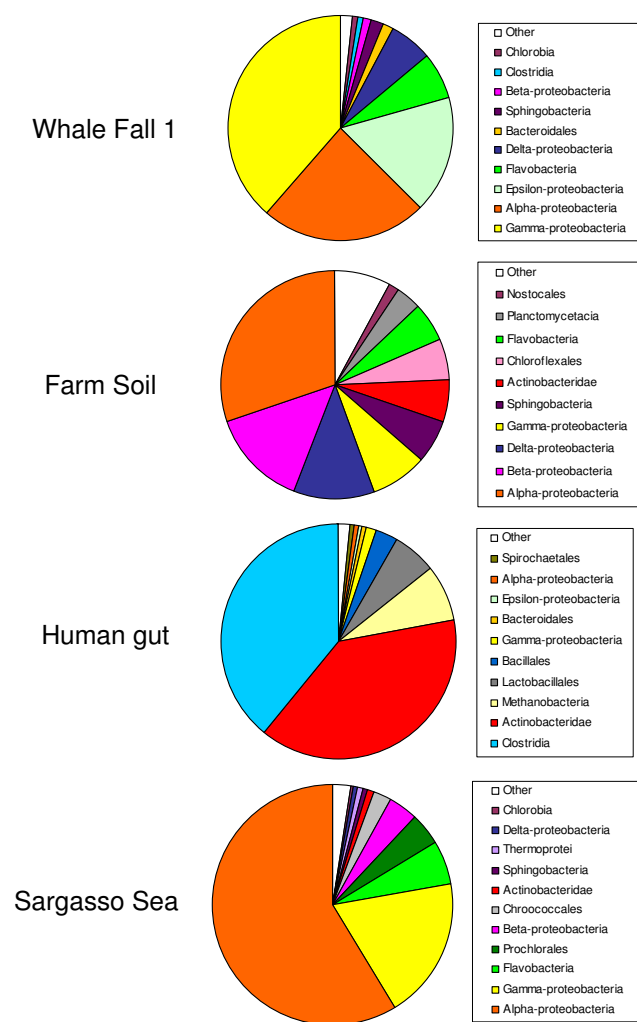 Whale Fall 1
Other
Chlorobia
Clostridia
Beta-proteobacteria
Sphingobacteria
Bacteroidales
Delta-proteobacteria
Flavobacteria
Epsilon-proteobacteria
Alpha-proteobacteria
Gamma-proteobacteria
Farm Soil
Other
Nostocales
Planctomycetacia
Flavobacteria
Chloroflexales
Actinobacteridae
Sphingobacteria
Gamma-proteobacteria
Delta-proteobacteria
Beta-proteobacteria
Alpha-proteobacteria
Human gut
Other
Spirochaetales
Alpha-proteobacteria
Epsilon-proteobacteria
Bacteroidales
Gamma-proteobacteria
Bacillales
Lactobacillales
Methanobacteria
Actinobacteridae
Clostridia
Sargasso Sea
Other
Chlorobia
Delta-proteobacteria
Thermoprotei
Sphingobacteria
Actinobacteridae
Chroococcales
Beta-proteobacteria
Prochlorales
Flavobacteria
Gamma-proteobacteria
Alpha-proteobacteria